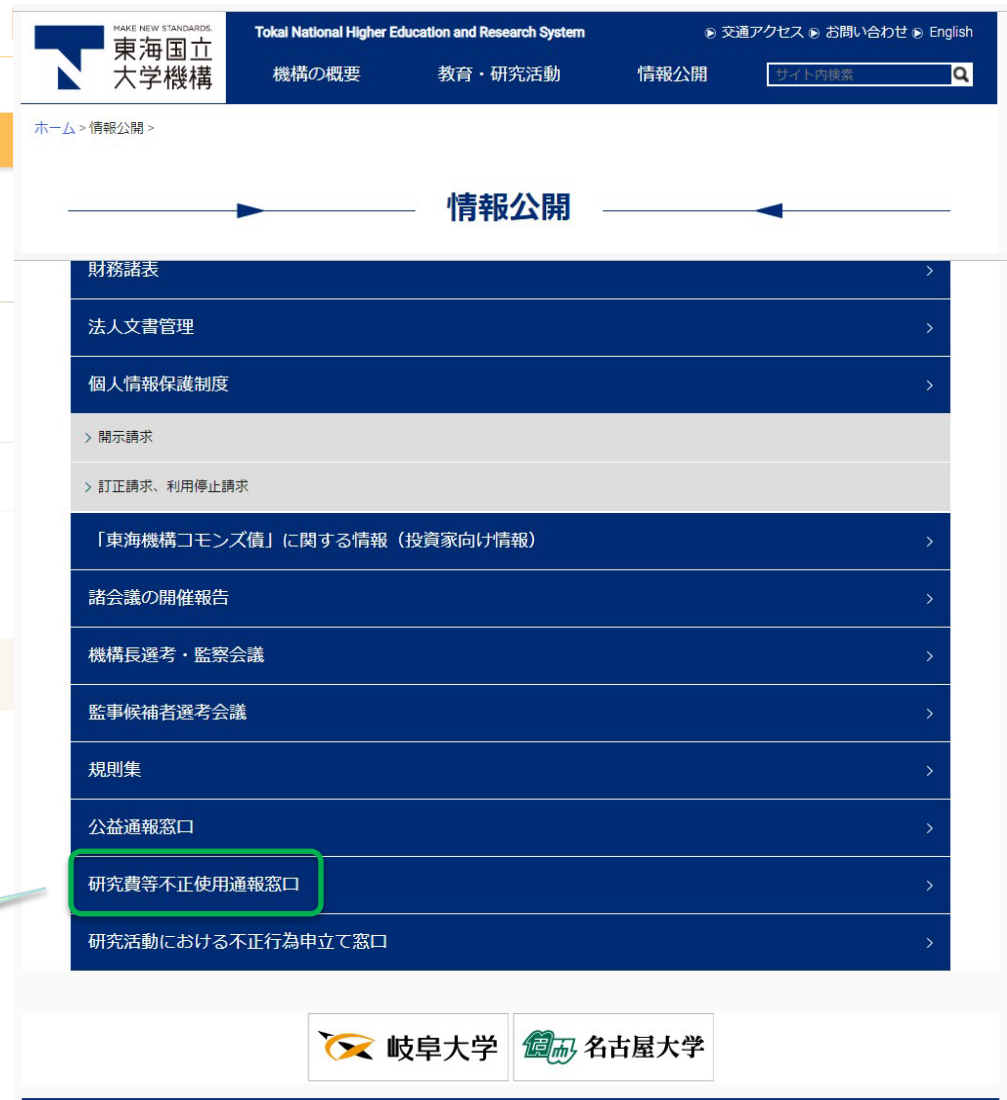 MAKE NEW STANDARDS.
東海国立
大学機構
Tokai National Higher Education and Research System
交通アクセス お問い合わせ English
機構の概要 教育・研究活動 情報公開 サイト内検索
ホーム > 情報公開 >
情報公開
財務諸表
法人文書管理
個人情報保護制度
> 開示請求
> 訂正請求、利用停止請求
「東海機構コモンズ債」に関する情報（投資家向け情報）
諸会議の開催報告
機構長選考・監察会議
監事候補者選考会議
規則集
公益通報窓口
研究費等不正使用通報窓口
研究活動における不正行為申立て窓口
岐阜大学 名古屋大学